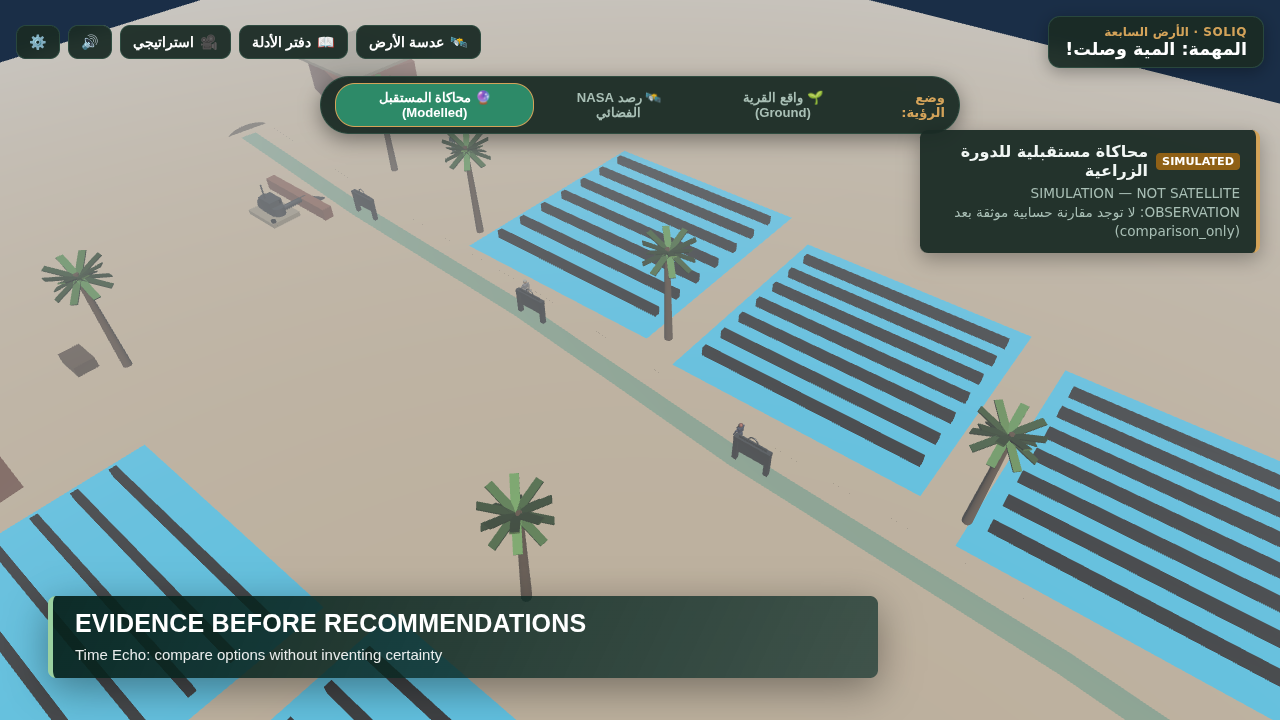 SOLIQ · الأرض السابعة
المهمة: المية وصلت!
🛰️ عدسة الأرض
📖 دفتر الأدلة
🎥 استراتيجي
🔊
⚙️
وضع
الرؤية:
🌱 واقع القرية
(Ground)
🛰️ رصد NASA
الفضائي
🔮 محاكاة المستقبل
(Modelled)
SIMULATED
محاكاة مستقبلية للدورة
الزراعية
SIMULATION — NOT SATELLITE
OBSERVATION: لا توجد مقارنة حسابية موثقة بعد
(comparison_only)
EVIDENCE BEFORE RECOMMENDATIONS
Time Echo: compare options without inventing certainty